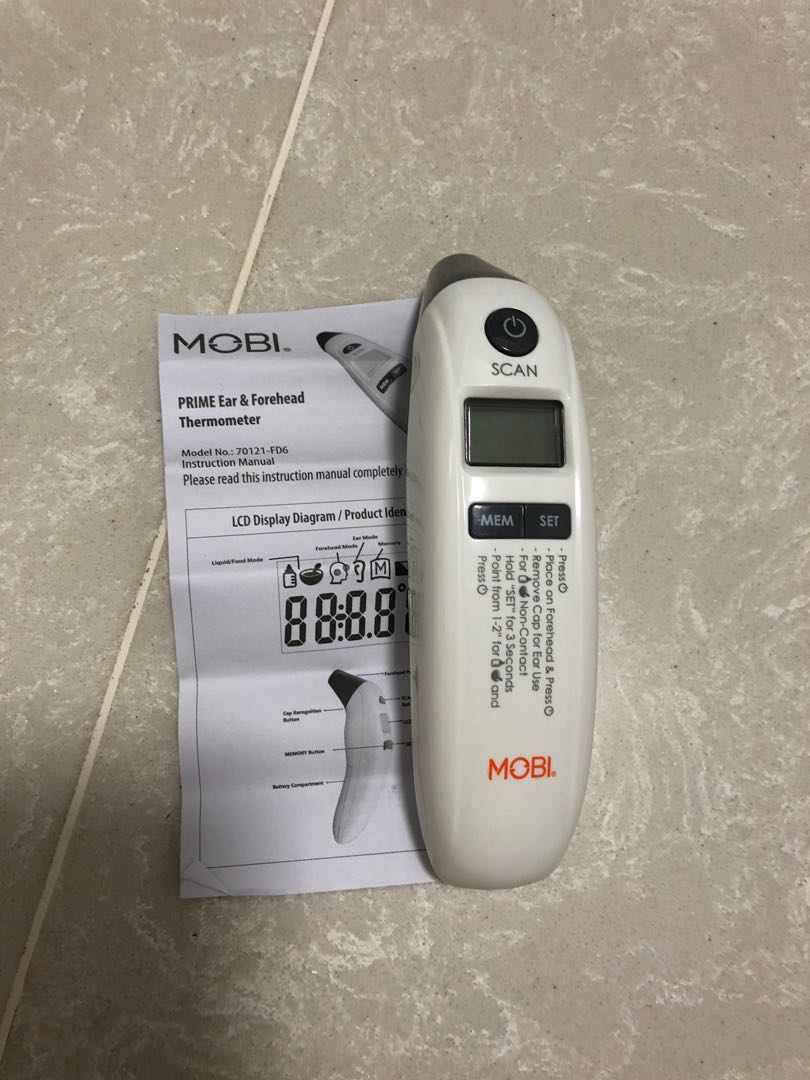 MOBI®
PRIME Ear & Forehead
Thermometer
Model No.: 70121-FD6
Instruction Manual
Please read this instruction manual completely
LCD Display Diagram / Product
Ear Mode
Forehead Mode
Memory
Liquid/Food Mode
M
88:8.8
Forehead
Cap Recognition
Button
MEMORY Button
Battery Compartment
MEM
SET
SCAN
MEM
SET
- Press
- Place on Forehead & Press
- Remove Cap for Ear Use
- For Non-Contact
Hold "SET" for 3 Seconds
- Point from 1-2" for and
Press
MOBI®